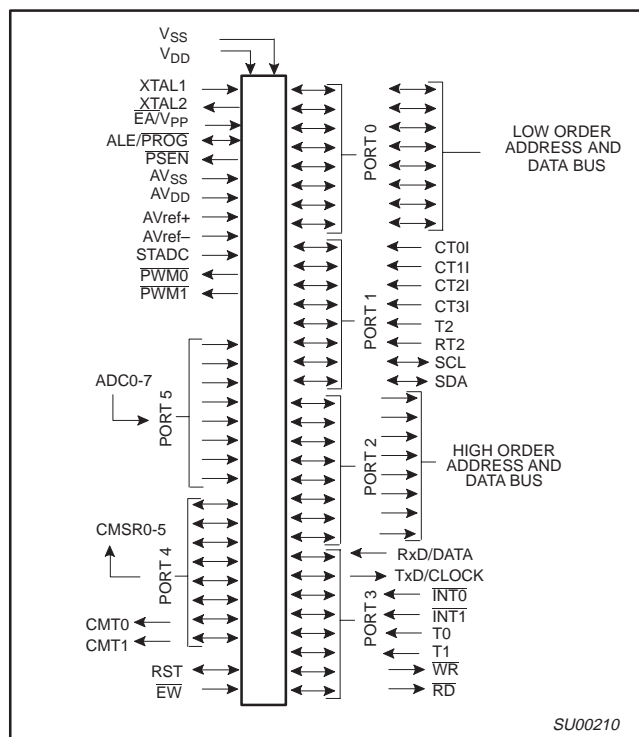 VSS
VDD
XTAL1
XTAL2
EA/VPP
ALE/PROG
PSEN
AVSS
AVDD
AVref+
AVref–
STADC
PWM0
PWM1
ADC0-7
PORT 5
CMSR0-5
PORT 4
CMT0
CMT1
RST
EW
PORT 0
LOW ORDER
ADDRESS AND
DATA BUS
PORT 1
CT0I
CT1I
CT2I
CT3I
T2
RT2
SCL
SDA
PORT 2
HIGH ORDER
ADDRESS AND
DATA BUS
PORT 3
RxD/DATA
TxD/CLOCK
INT0
INT1
T0
T1
WR
RD
SU00210